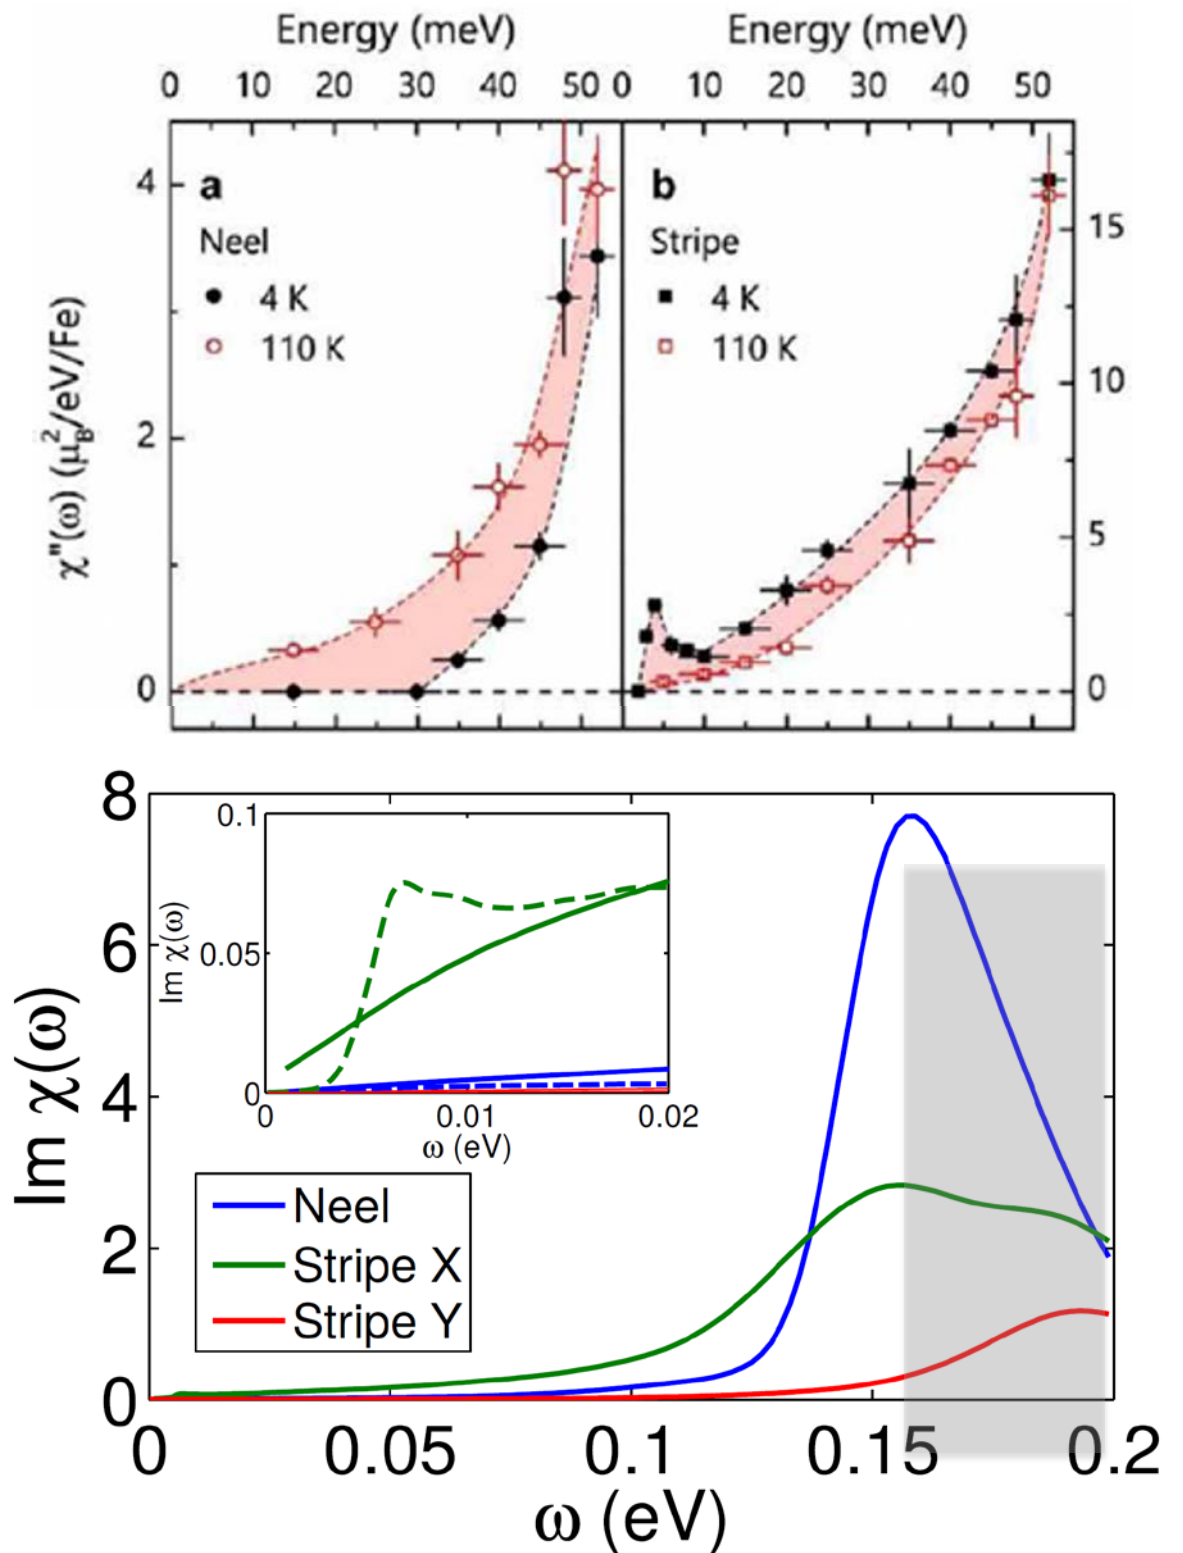 Energy (meV) Energy (meV)
0 10 20 30 40 50 0 10 20 30 40 50
a
Neel
4 K
110 K
b
Stripe
4 K
110 K
4
2
0
15
10
5
0
χ"(ω) (μ_B^2/eV/Fe)
8
6
4
2
0
Im χ(ω)
0.1
0.05
0
Im χ(ω)
0 0.01 0.02
ω (eV)
Neel
Stripe X
Stripe Y
0 0.05 0.1 0.15 0.2
ω (eV)